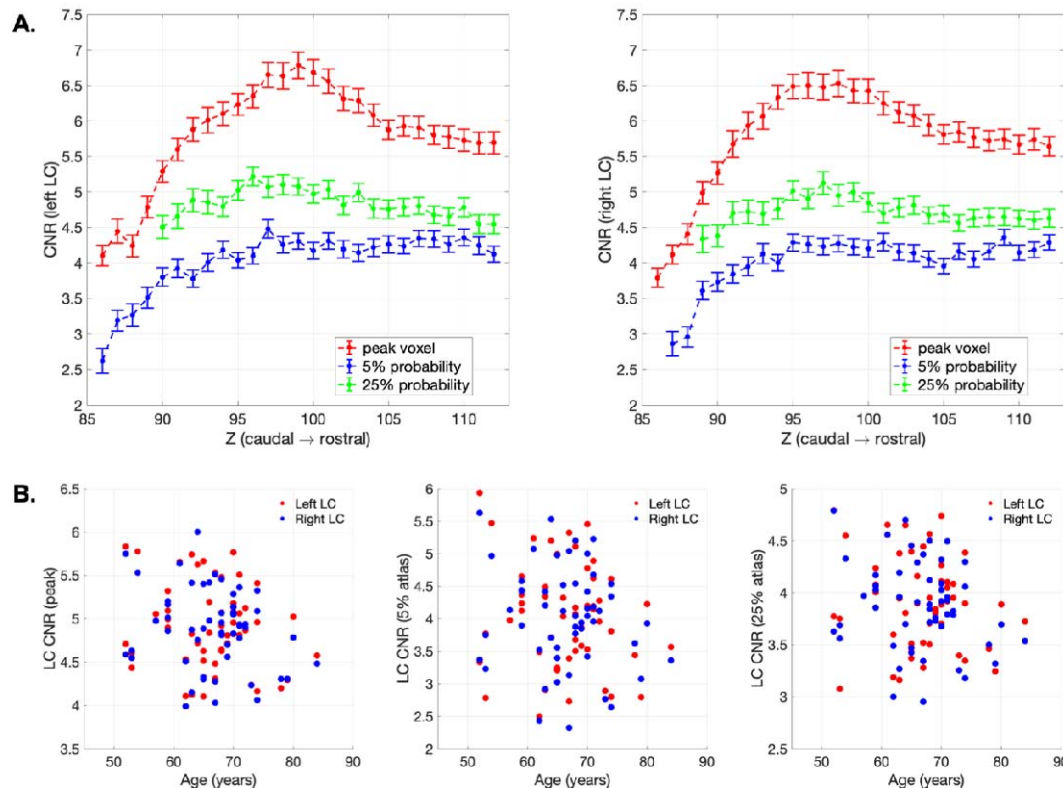 A.
7.5
7
6.5
6
5.5
5
4.5
4
3.5
3
2.5
2
CNR (left LC)
85 90 95 100 105 110
Z (caudal → rostral)
peak voxel
5% probability
25% probability
7.5
7
6.5
6
5.5
5
4.5
4
3.5
3
2.5
2
CNR (right LC)
85 90 95 100 105 110
Z (caudal → rostral)
peak voxel
5% probability
25% probability
B.
6.5
6
5.5
5
4.5
4
3.5
LC CNR (peak)
50 60 70 80 90
Age (years)
Left LC
Right LC
6
5.5
5
4.5
4
3.5
3
2.5
2
LC CNR (5% atlas)
50 60 70 80 90
Age (years)
Left LC
Right LC
5
4.5
4
3.5
3
2.5
LC CNR (25% atlas)
50 60 70 80 90
Age (years)
Left LC
Right LC